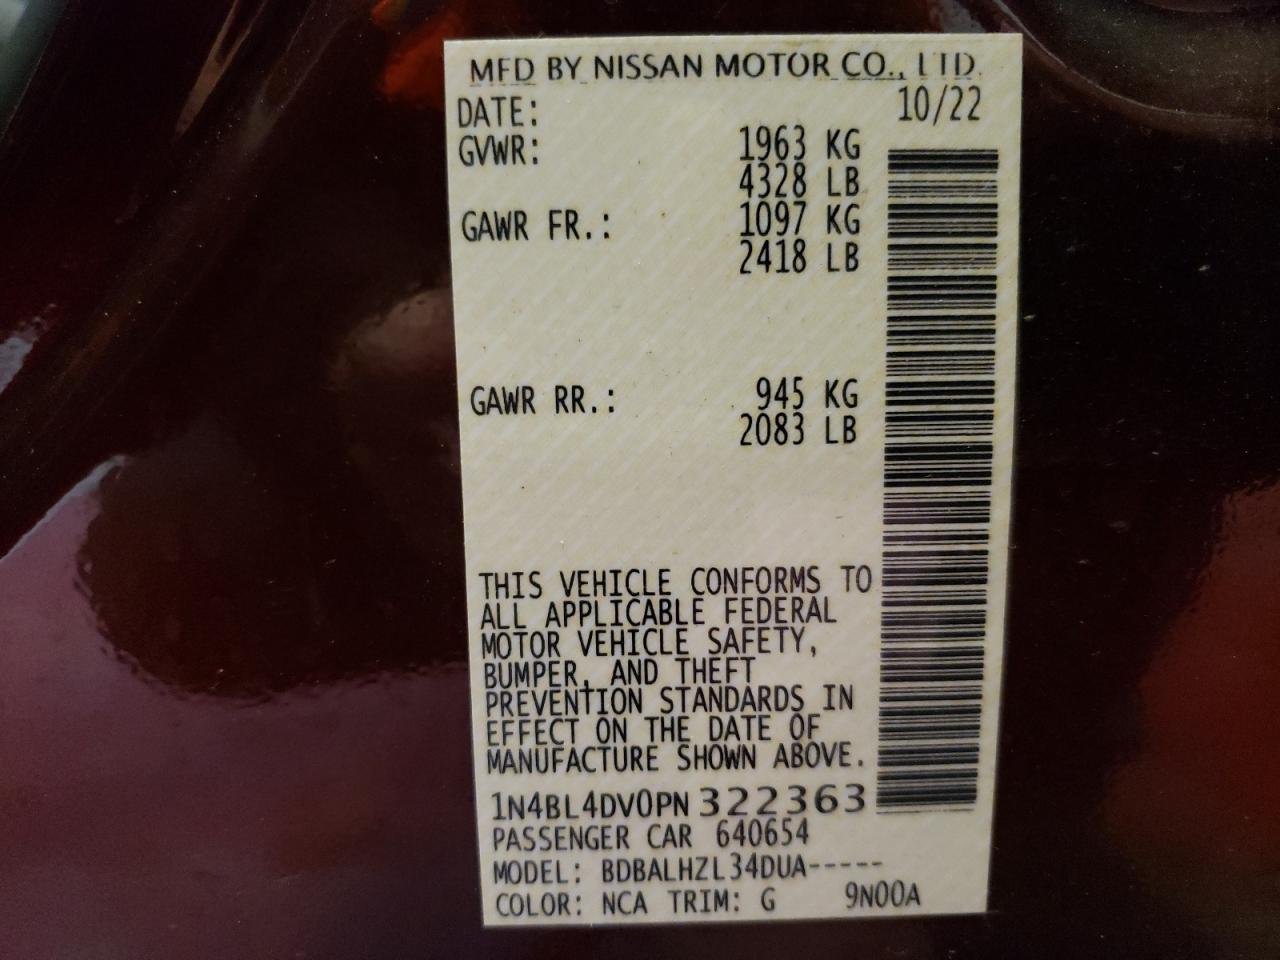 MFD BY NISSAN MOTOR CO., LTD.
DATE: 10/22
GVWR: 1963 KG
4328 LB
GAWR FR.: 1097 KG
2418 LB
GAWR RR.: 945 KG
2083 LB
THIS VEHICLE CONFORMS TO
ALL APPLICABLE FEDERAL
MOTOR VEHICLE SAFETY,
BUMPER, AND THEFT
PREVENTION STANDARDS IN
EFFECT ON THE DATE OF
MANUFACTURE SHOWN ABOVE.
1N4BL4DV0PN322363
PASSENGER CAR 640654
MODEL: BDBALHZL34DUA-----
COLOR: NCA TRIM: G 9N00A